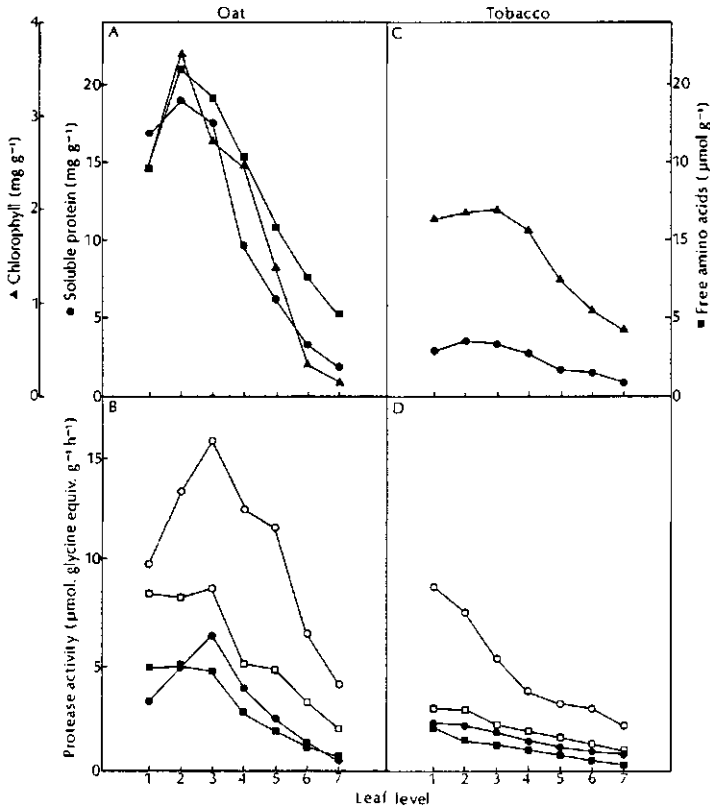 Oat
Tobacco
A
C
4
3
2
1
0
▲ Chlorophyll (mg g⁻¹)
20
15
10
5
0
● Soluble protein (mg g⁻¹)
20
10
15
5
0
■ Free amino acids (µmol g⁻¹)
B
D
15
10
5
0
Protease activity (µmol. glycine equiv. g⁻¹ h⁻¹)
1 2 3 4 5 6 7
1 2 3 4 5 6 7
Leaf level